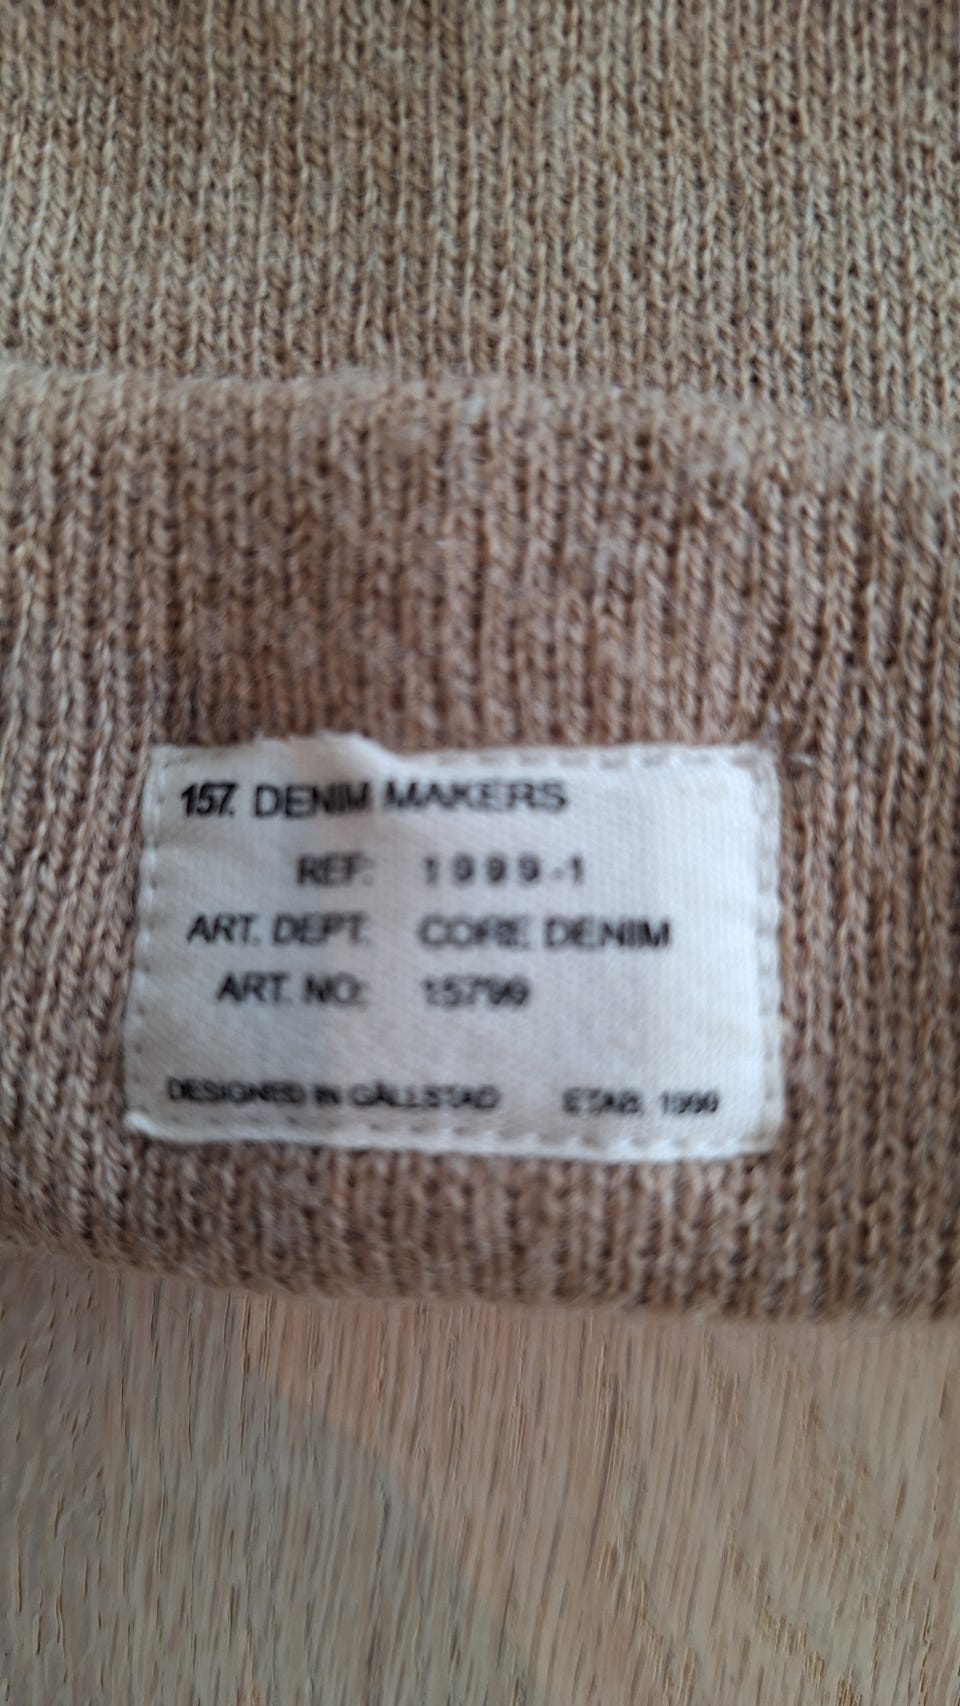 157. DENIM MAKERS
REF: 1999-1
ART. DEPT: CORE DENIM
ART. NO: 15799
DESIGNED IN GÄLLSTAD ETAB. 1999